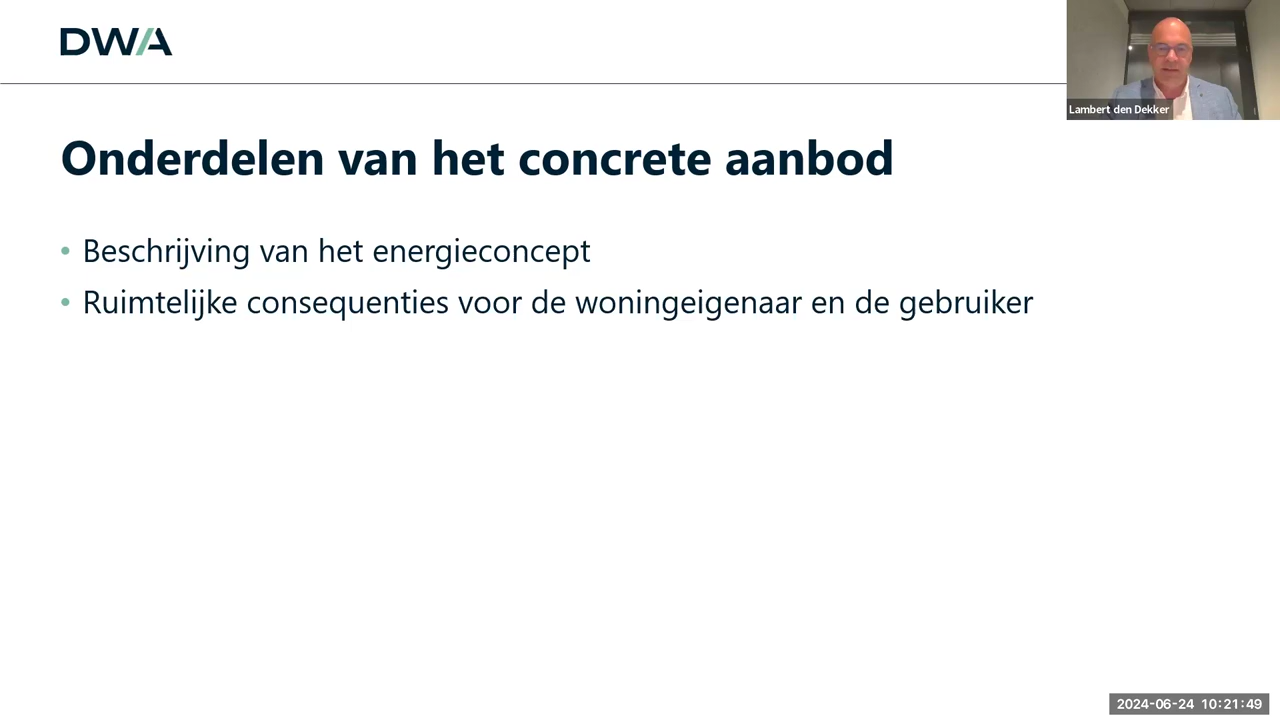 DWA
Lambert den Dekker
Onderdelen van het concrete aanbod
• Beschrijving van het energieconcept
• Ruimtelijke consequenties voor de woningeigenaar en de gebruiker
2024-06-24 10:21:49